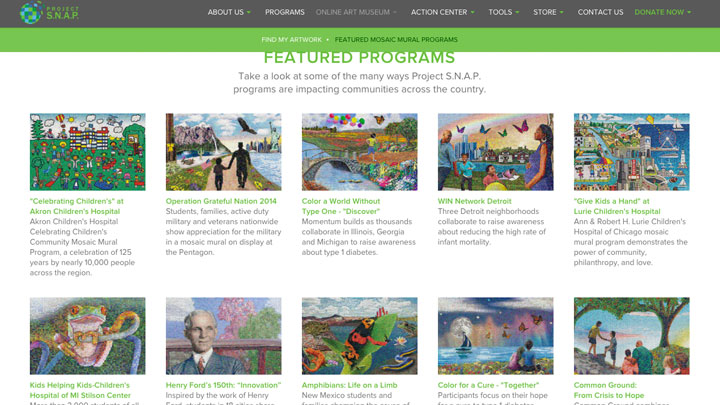 PROJECT
S.N.A.P.
ABOUT US PROGRAMS ONLINE ART MUSEUM ACTION CENTER TOOLS STORE CONTACT US DONATE NOW
FIND MY ARTWORK • FEATURED MOSAIC MURAL PROGRAMS
FEATURED PROGRAMS
Take a look at some of the many ways Project S.N.A.P.
programs are impacting communities across the country.
"Celebrating Children's" at
Akron Children's Hospital
Akron Children's Hospital
Celebrating Children's
Community Mosaic Mural
Program, a celebration of 125
years by nearly 10,000 people
across the region.
Operation Grateful Nation 2014
Students, families, active duty
military and veterans nationwide
show appreciation for the military
in a mosaic mural on display at
the Pentagon.
Color a World Without
Type One - "Discover"
Momentum builds as thousands
collaborate in Illinois, Georgia
and Michigan to raise awareness
about type 1 diabetes.
WIN Network Detroit
Three Detroit neighborhoods
collaborate to raise awareness
about reducing the high rate of
infant mortality.
"Give Kids a Hand" at
Lurie Children's Hospital
Ann & Robert H. Lurie Children's
Hospital of Chicago mosaic
mural program demonstrates the
power of community,
philanthropy, and love.
Kids Helping Kids-Children's
Hospital of MI Stilson Center
Henry Ford's 150th: "Innovation"
Inspired by the work of Henry
Amphibians: Life on a Limb
New Mexico students and
Color for a Cure - "Together"
Participants focus on their hope
Common Ground:
From Crisis to Hope